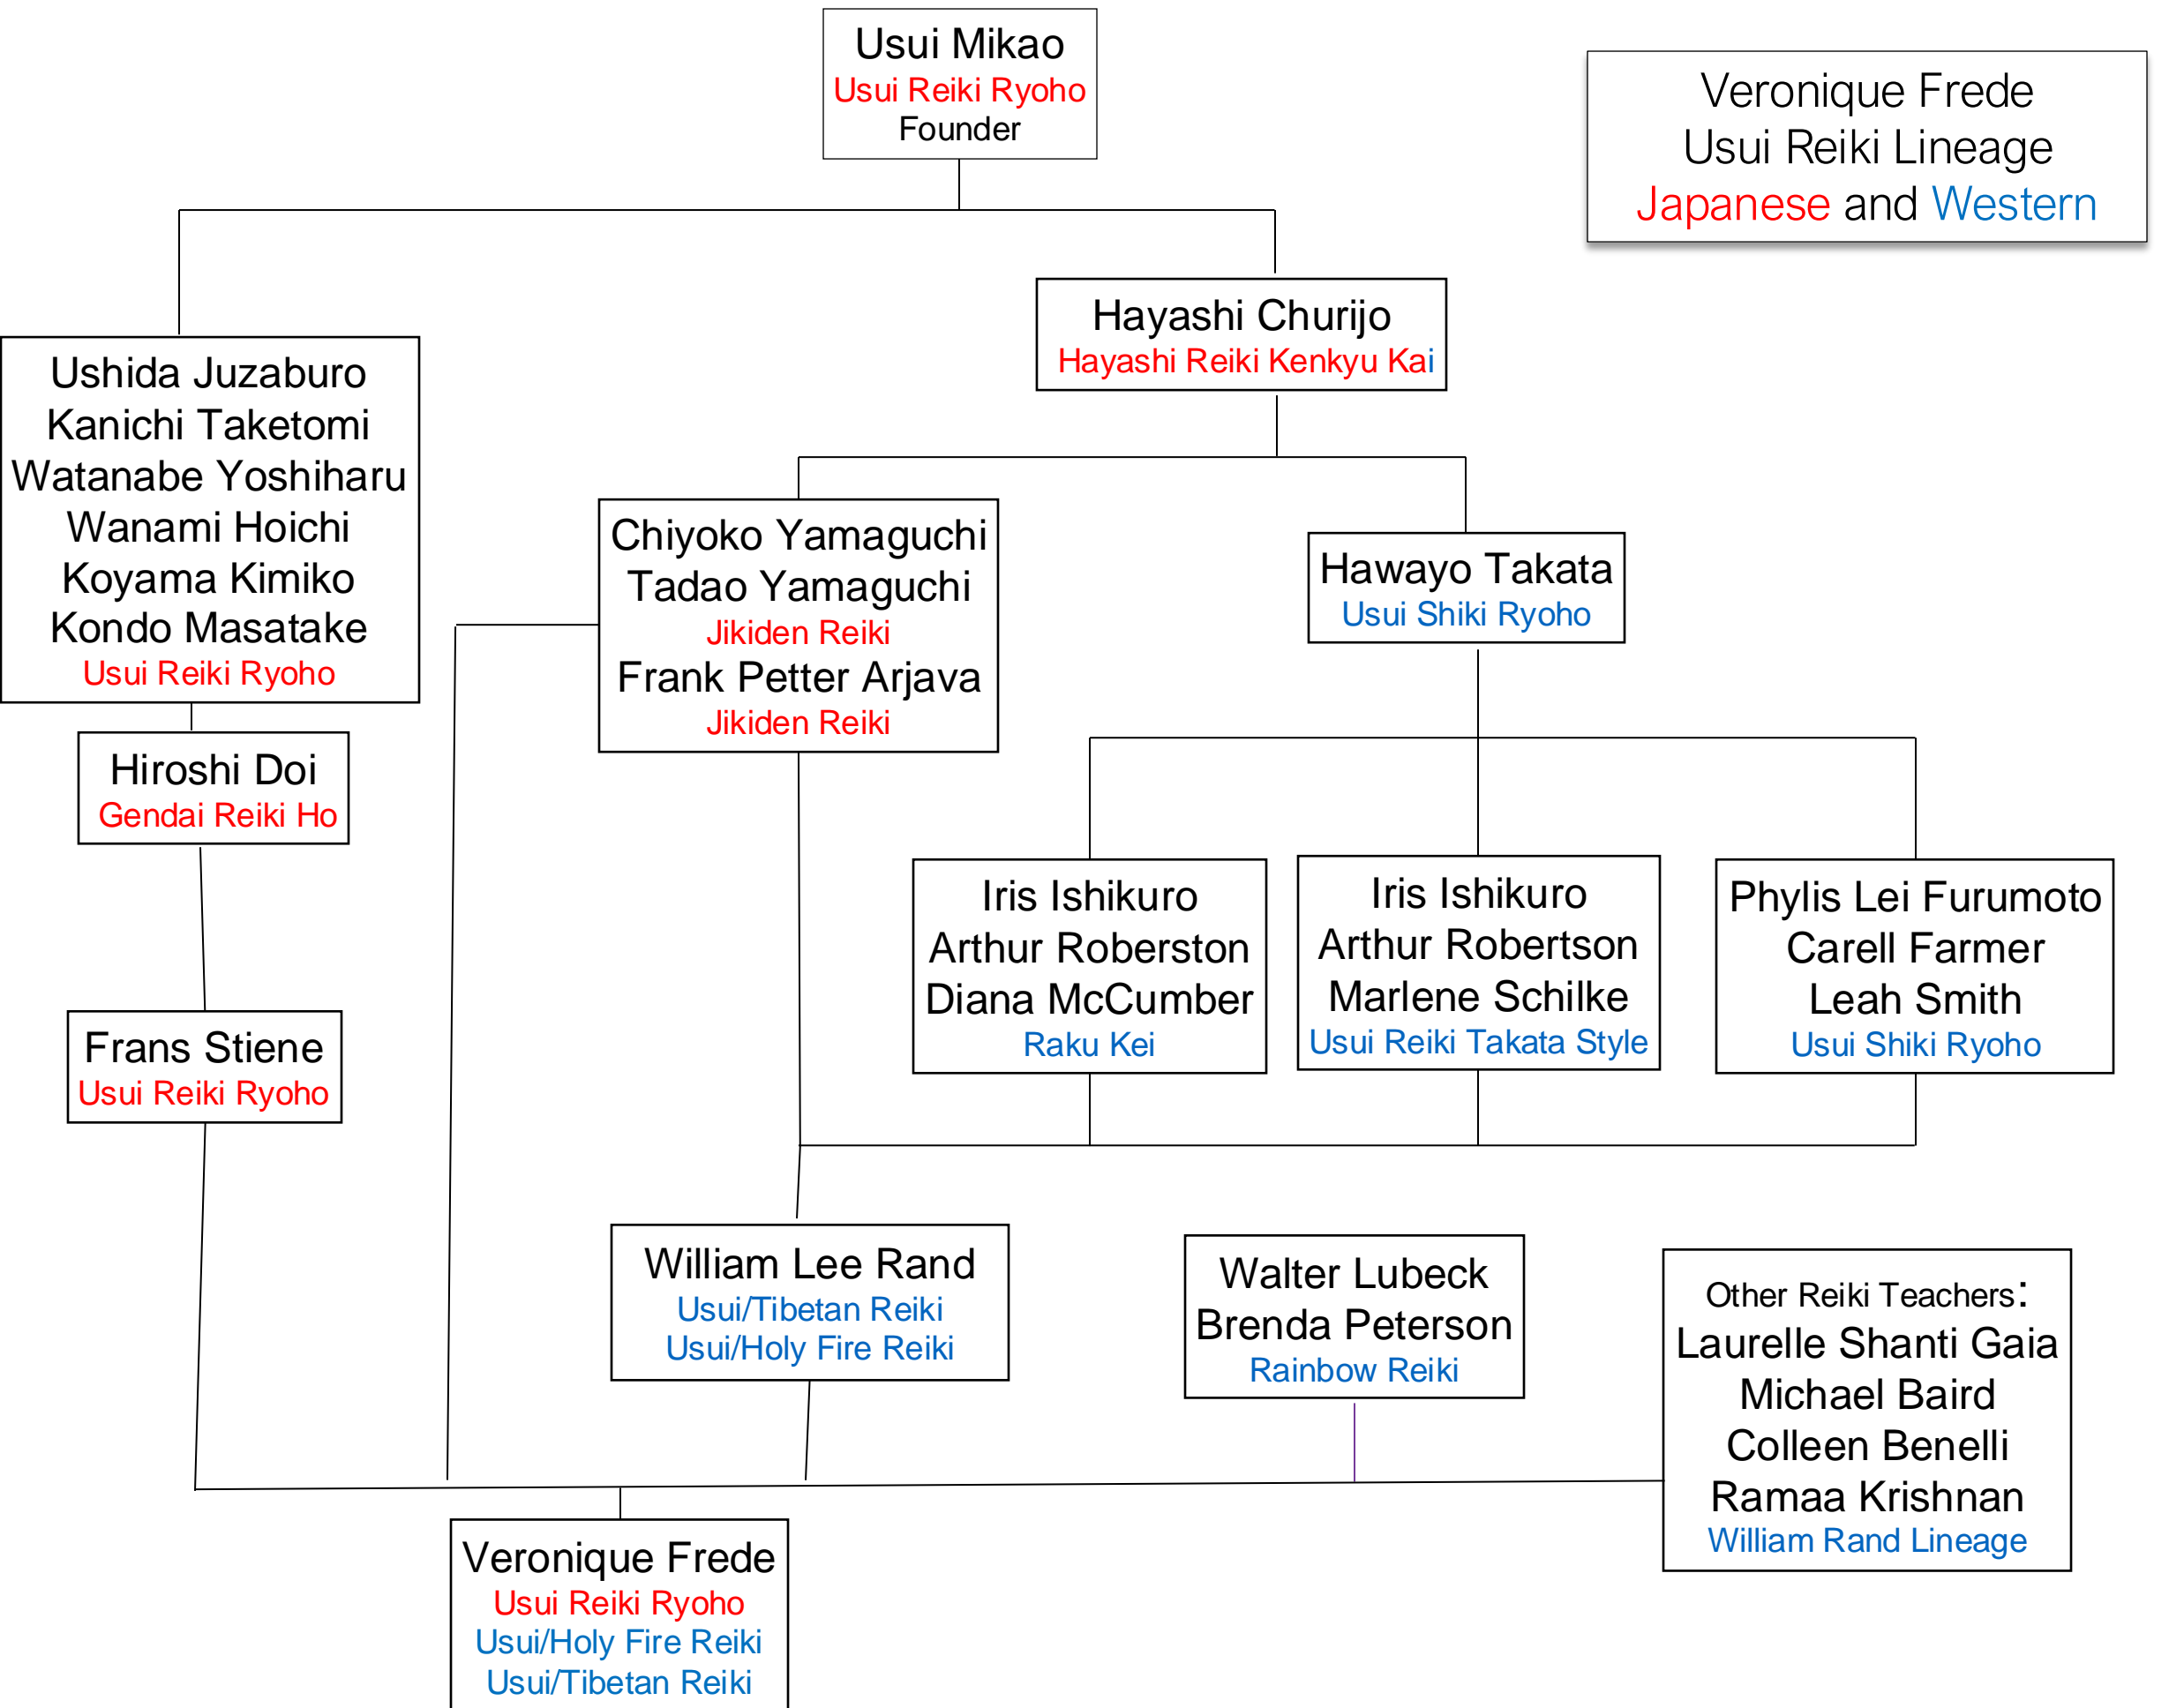 Usui Mikao
Usui Reiki Ryoho
Founder
Veronique Frede
Usui Reiki Lineage
Japanese and Western
Hayashi Churijo
Hayashi Reiki Kenkyu Kai
Ushida Juzaburo
Kanichi Taketomi
Watanabe Yoshiharu
Wanami Hoichi
Koyama Kimiko
Kondo Masatake
Usui Reiki Ryoho
Chiyoko Yamaguchi
Tadao Yamaguchi
Jikiden Reiki
Frank Petter Arjava
Jikiden Reiki
Hawayo Takata
Usui Shiki Ryoho
Hiroshi Doi
Gendai Reiki Ho
Iris Ishikuro
Arthur Roberston
Diana McCumber
Raku Kei
Iris Ishikuro
Arthur Robertson
Marlene Schilke
Usui Reiki Takata Style
Phylis Lei Furumoto
Carell Farmer
Leah Smith
Usui Shiki Ryoho
Frans Stiene
Usui Reiki Ryoho
William Lee Rand
Usui/Tibetan Reiki
Usui/Holy Fire Reiki
Walter Lubeck
Brenda Peterson
Rainbow Reiki
Other Reiki Teachers:
Laurelle Shanti Gaia
Michael Baird
Colleen Benelli
Ramaa Krishnan
William Rand Lineage
Veronique Frede
Usui Reiki Ryoho
Usui/Holy Fire Reiki
Usui/Tibetan Reiki